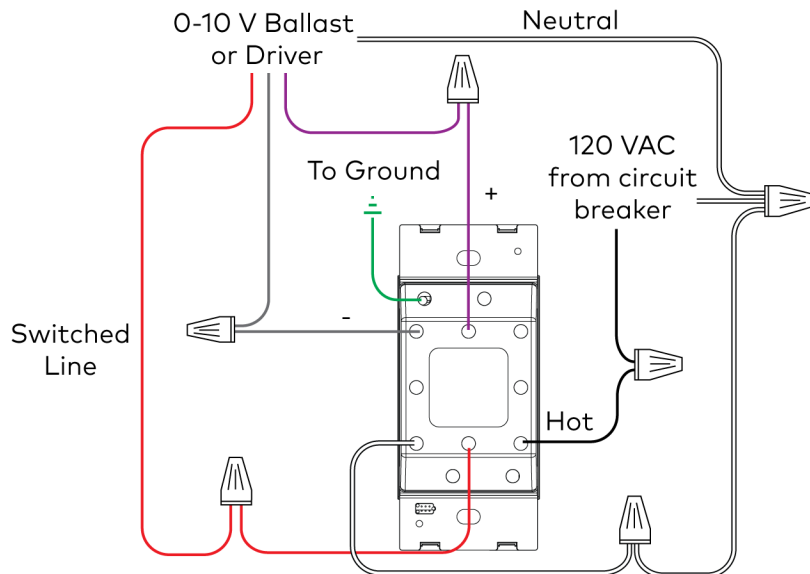 0-10 V Ballast
or Driver
Neutral
To Ground
120 VAC
from circuit
breaker
+
-
Switched
Line
Hot